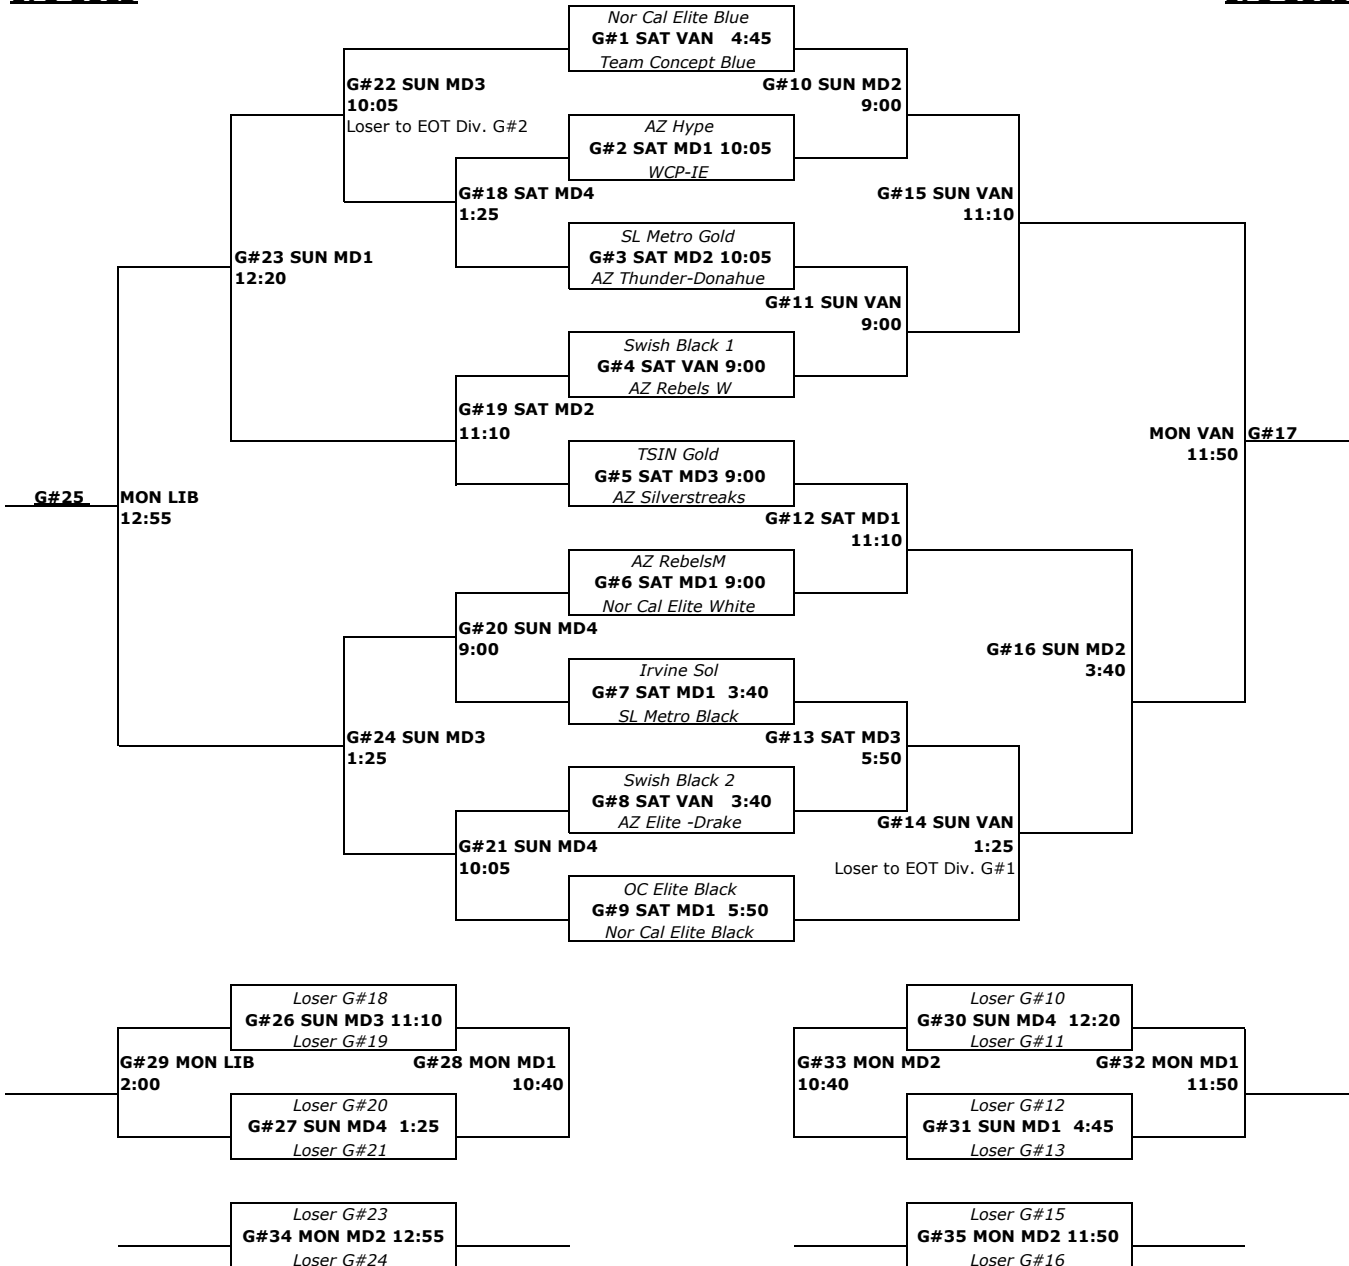 Nor Cal Elite Blue
G#1 SAT VAN 4:45
Team Concept Blue
G#22 SUN MD3
10:05
Loser to EOT Div. G#2
G#10 SUN MD2
9:00
AZ Hype
G#2 SAT MD1 10:05
WCP-IE
G#18 SAT MD4
1:25
G#15 SUN VAN
11:10
SL Metro Gold
G#3 SAT MD2 10:05
AZ Thunder-Donahue
G#23 SUN MD1
12:20
G#11 SUN VAN
9:00
Swish Black 1
G#4 SAT VAN 9:00
AZ Rebels W
G#19 SAT MD2
11:10
MON VAN G#17
11:50
TSIN Gold
G#5 SAT MD3 9:00
AZ Silverstreaks
G#25 MON LIB
12:55
G#12 SAT MD1
11:10
AZ RebelsM
G#6 SAT MD1 9:00
Nor Cal Elite White
G#20 SUN MD4
9:00
G#16 SUN MD2
3:40
Irvine Sol
G#7 SAT MD1 3:40
SL Metro Black
G#24 SUN MD3
1:25
G#13 SAT MD3
5:50
Swish Black 2
G#8 SAT VAN 3:40
AZ Elite -Drake
G#21 SUN MD4
10:05
G#14 SUN VAN
1:25
Loser to EOT Div. G#1
OC Elite Black
G#9 SAT MD1 5:50
Nor Cal Elite Black
Loser G#18
G#26 SUN MD3 11:10
Loser G#19
G#29 MON LIB
2:00
G#28 MON MD1
10:40
Loser G#20
G#27 SUN MD4 1:25
Loser G#21
Loser G#10
G#30 SUN MD4 12:20
Loser G#11
G#33 MON MD2
10:40
G#32 MON MD1
11:50
Loser G#12
G#31 SUN MD1 4:45
Loser G#13
Loser G#23
G#34 MON MD2 12:55
Loser G#24
Loser G#15
G#35 MON MD2 11:50
Loser G#16